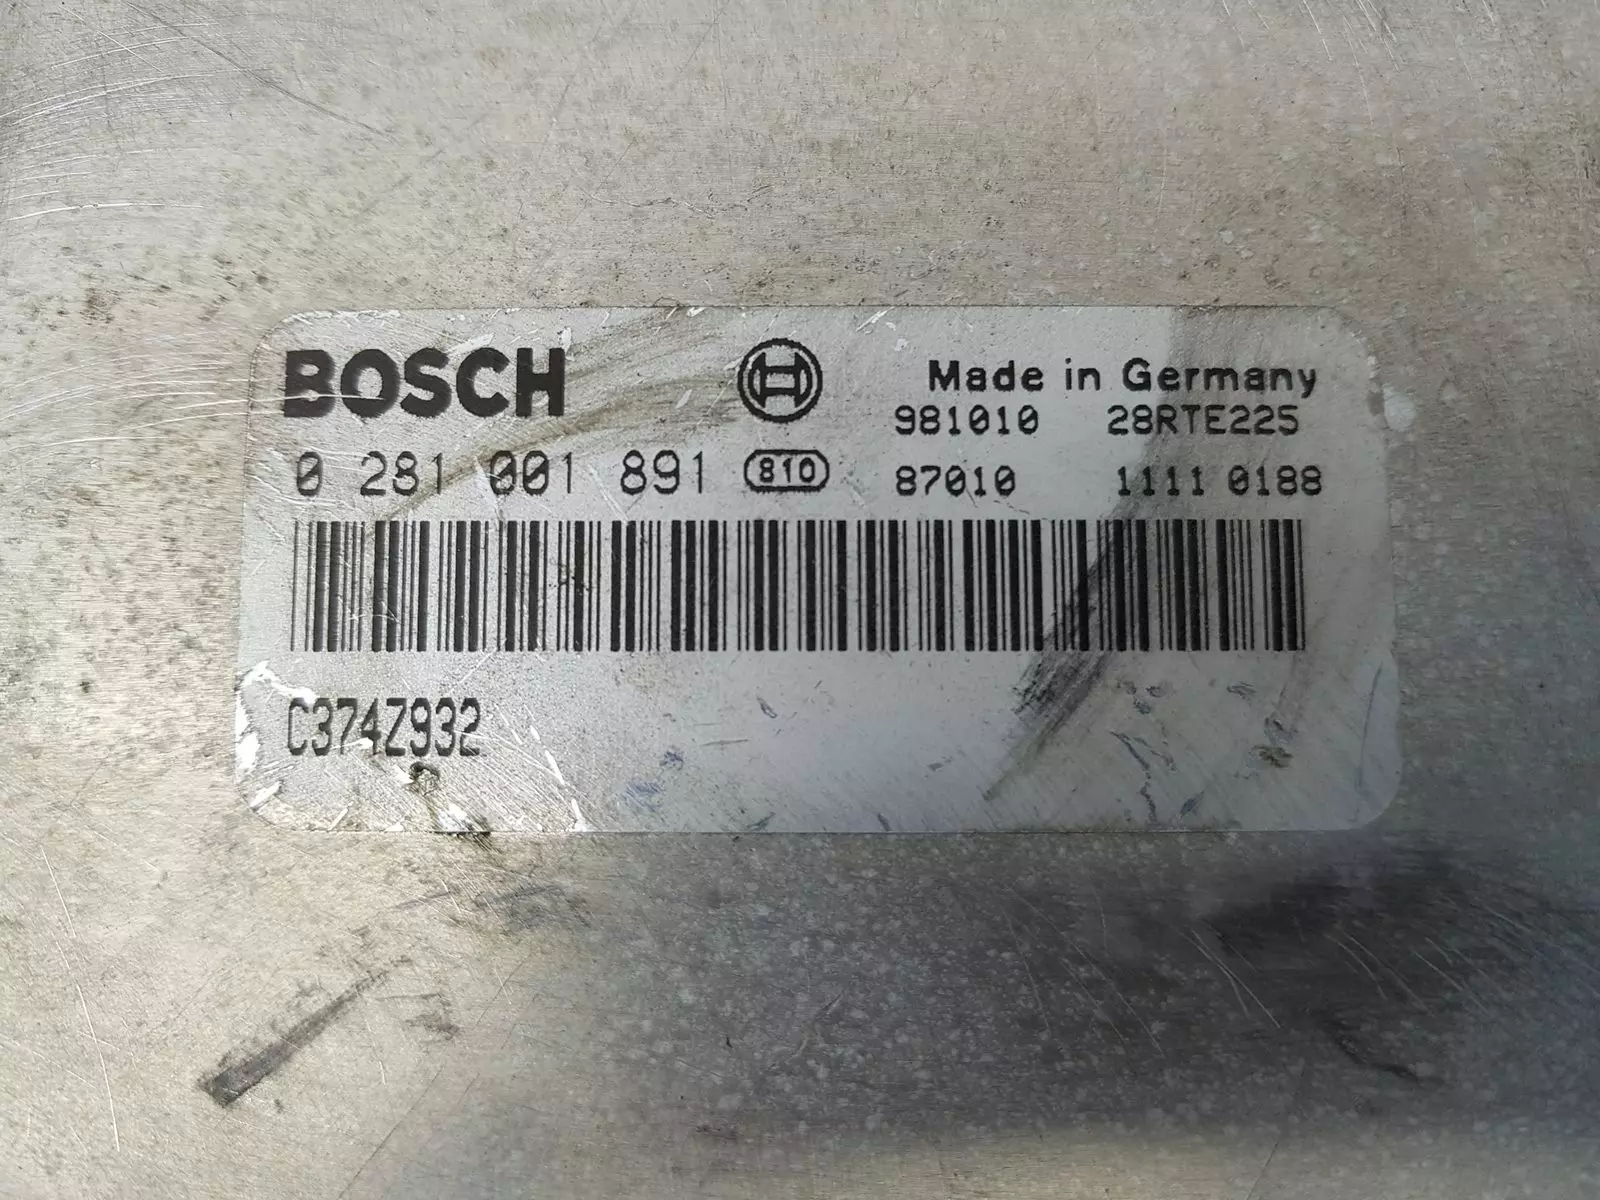 BOSCH Made in Germany
981010 28RTE225
0 281 001 891 810 87010 1111 0188
C374Z932